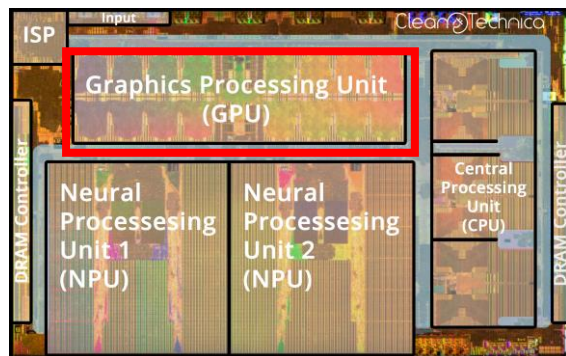 ISP
Input
CleanTechnica
Graphics Processing Unit
(GPU)
DRAM Controller
Neural
Processesing
Unit 1
(NPU)
Neural
Processesing
Unit 2
(NPU)
Central
Processing
Unit
(CPU)
DRAM Controller